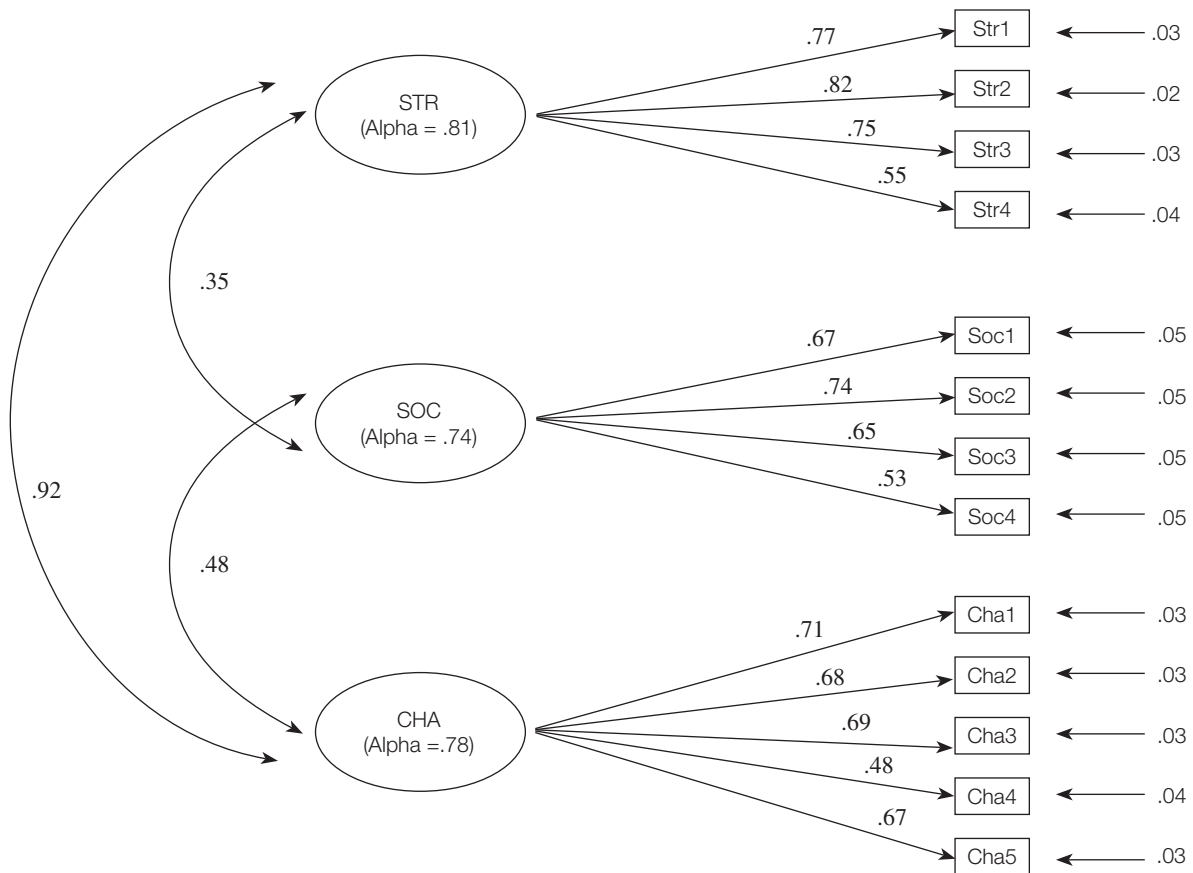 .77
Str1
.03
.82
Str2
.02
STR
(Alpha = .81)
.75
Str3
.03
.55
Str4
.04
.35
.67
Soc1
.05
.74
Soc2
.05
SOC
(Alpha = .74)
.65
Soc3
.05
.53
Soc4
.05
.92
.48
.71
Cha1
.03
.68
Cha2
.03
CHA
(Alpha =.78)
.69
Cha3
.03
.48
Cha4
.04
.67
Cha5
.03